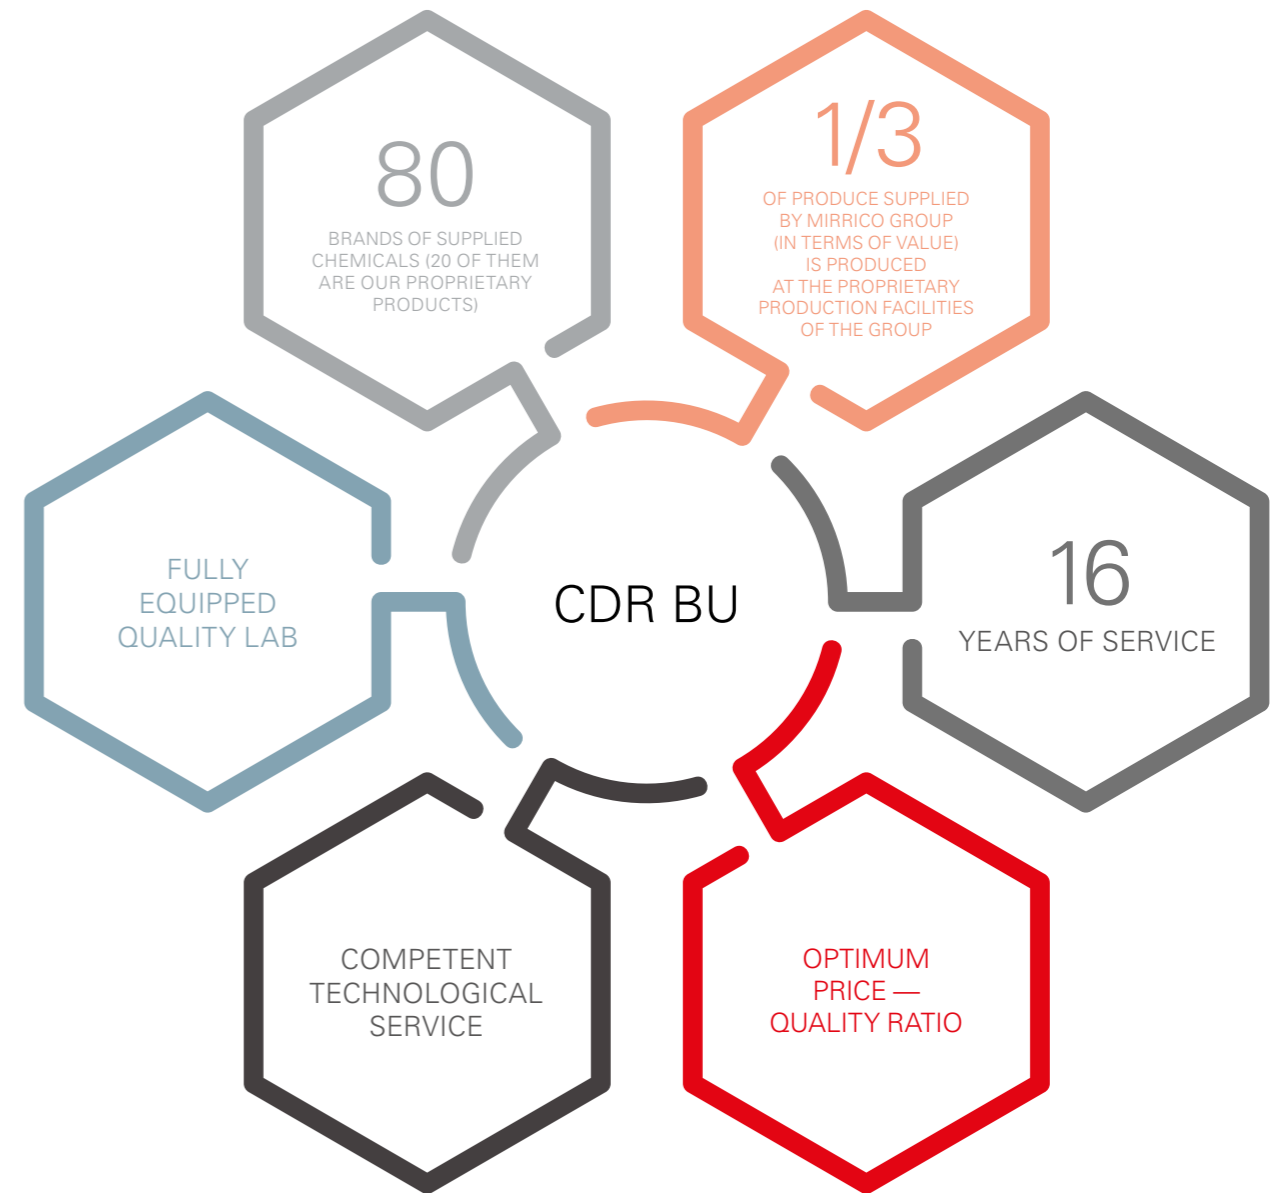 80
BRANDS OF SUPPLIED
CHEMICALS (20 OF THEM
ARE OUR PROPRIETARY
PRODUCTS)
1/3
OF PRODUCE SUPPLIED
BY MIRRICO GROUP
(IN TERMS OF VALUE)
IS PRODUCED
AT THE PROPRIETARY
PRODUCTION FACILITIES
OF THE GROUP
FULLY
EQUIPPED
QUALITY LAB
CDR BU
16
YEARS OF SERVICE
COMPETENT
TECHNOLOGICAL
SERVICE
OPTIMUM
PRICE —
QUALITY RATIO